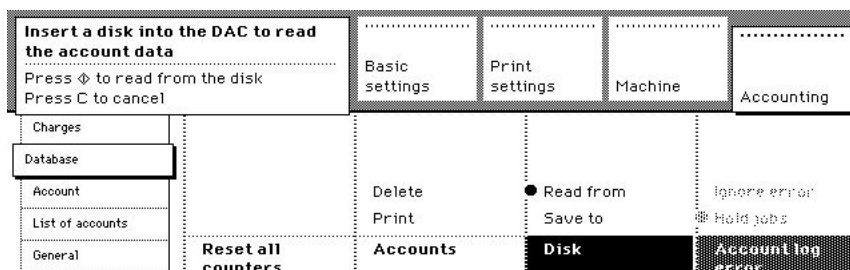 Insert a disk into the DAC to read
the account data
Press ⟐ to read from the disk
Press C to cancel
Basic
settings
Print
settings
Machine
Accounting
Charges
Database
Account
List of accounts
General
Delete
Print
Reset all
counters
Accounts
Read from
Save to
Disk
Ignore error
Hold jobs
Account log
error